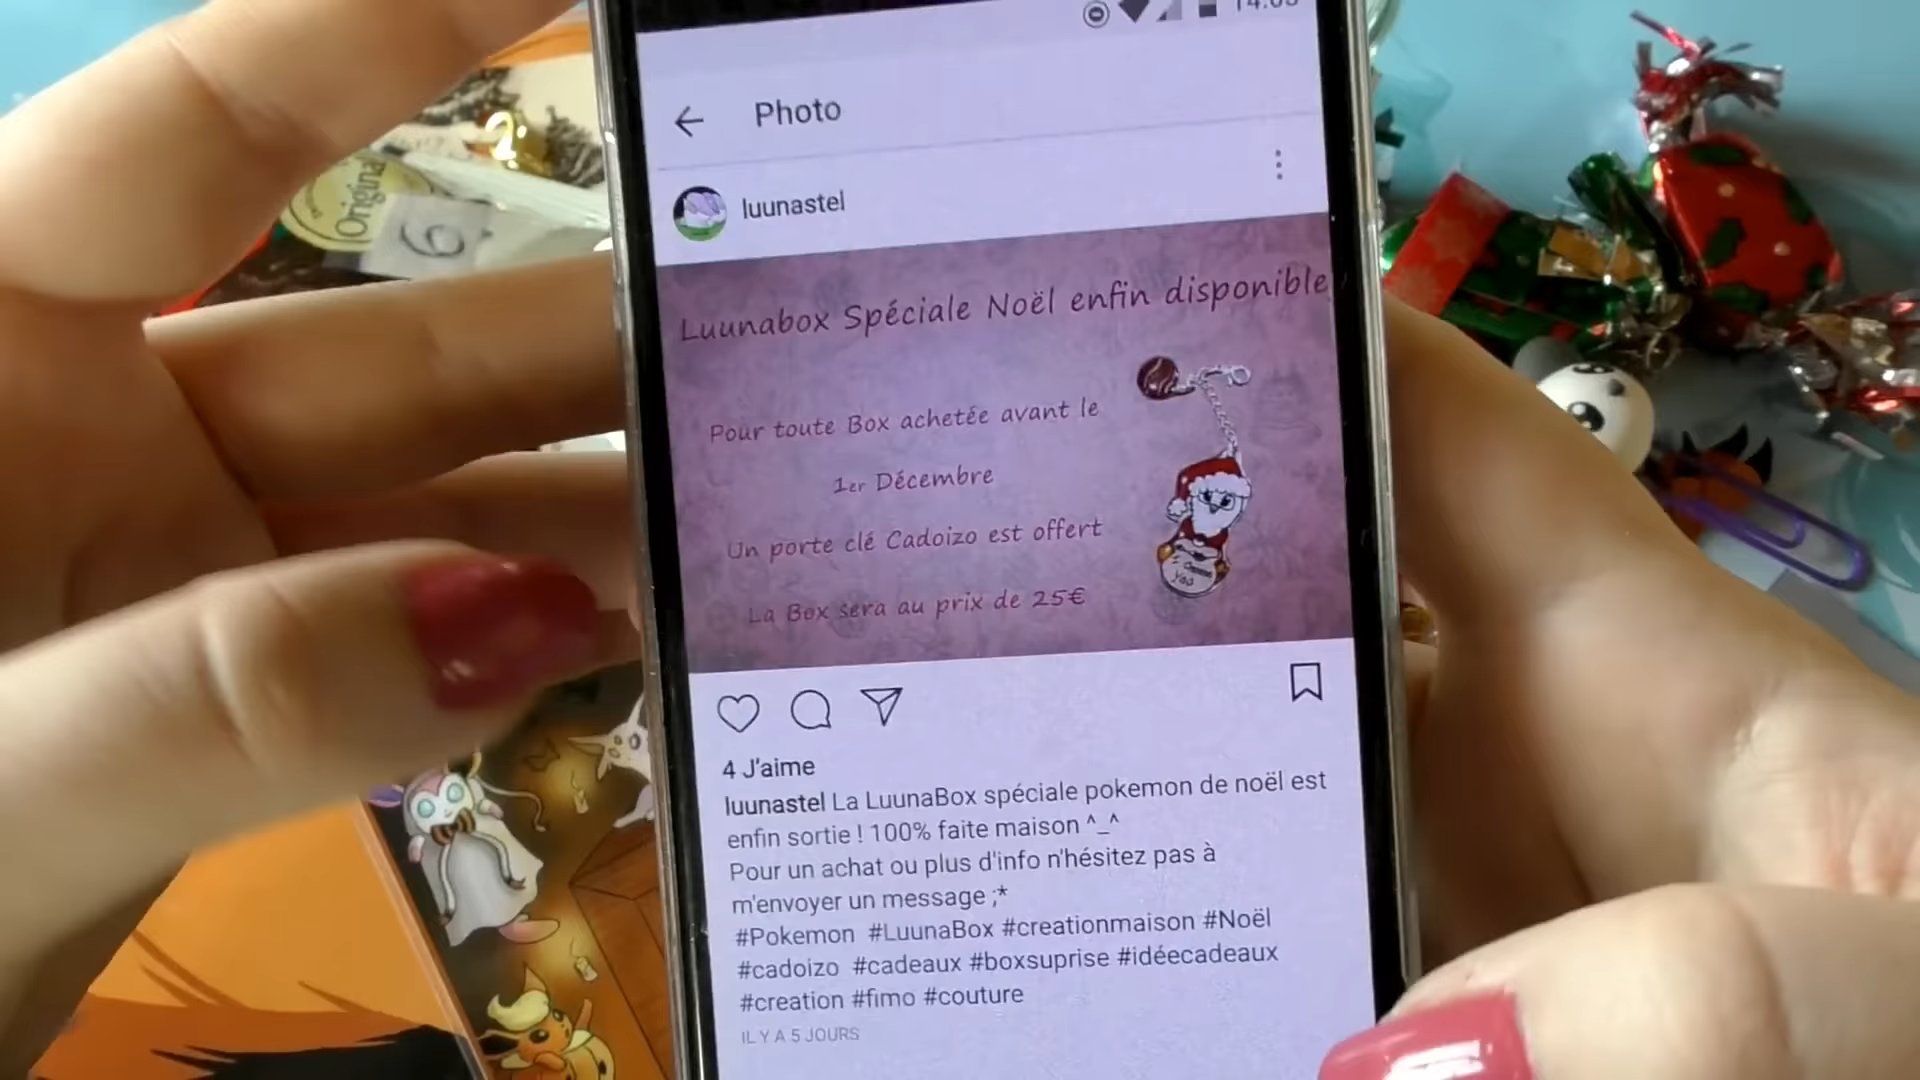 Photo
luunastel
Luunabox Spéciale Noël enfin disponible
Pour toute Box achetée avant le
1er Décembre
Un porte clé Cadoizo est offert
La Box sera au prix de 25€
4 J'aime
luunastel La LuunaBox spéciale pokemon de noël est
enfin sortie ! 100% faite maison ^_^
Pour un achat ou plus d'info n'hésitez pas à
m'envoyer un message ;*
#Pokemon #LuunaBox #creationmaison #Noël
#cadoizo #cadeaux #boxsuprise #idéecadeaux
#creation #fimo #couture
IL Y A 5 JOURS
Original
6
2